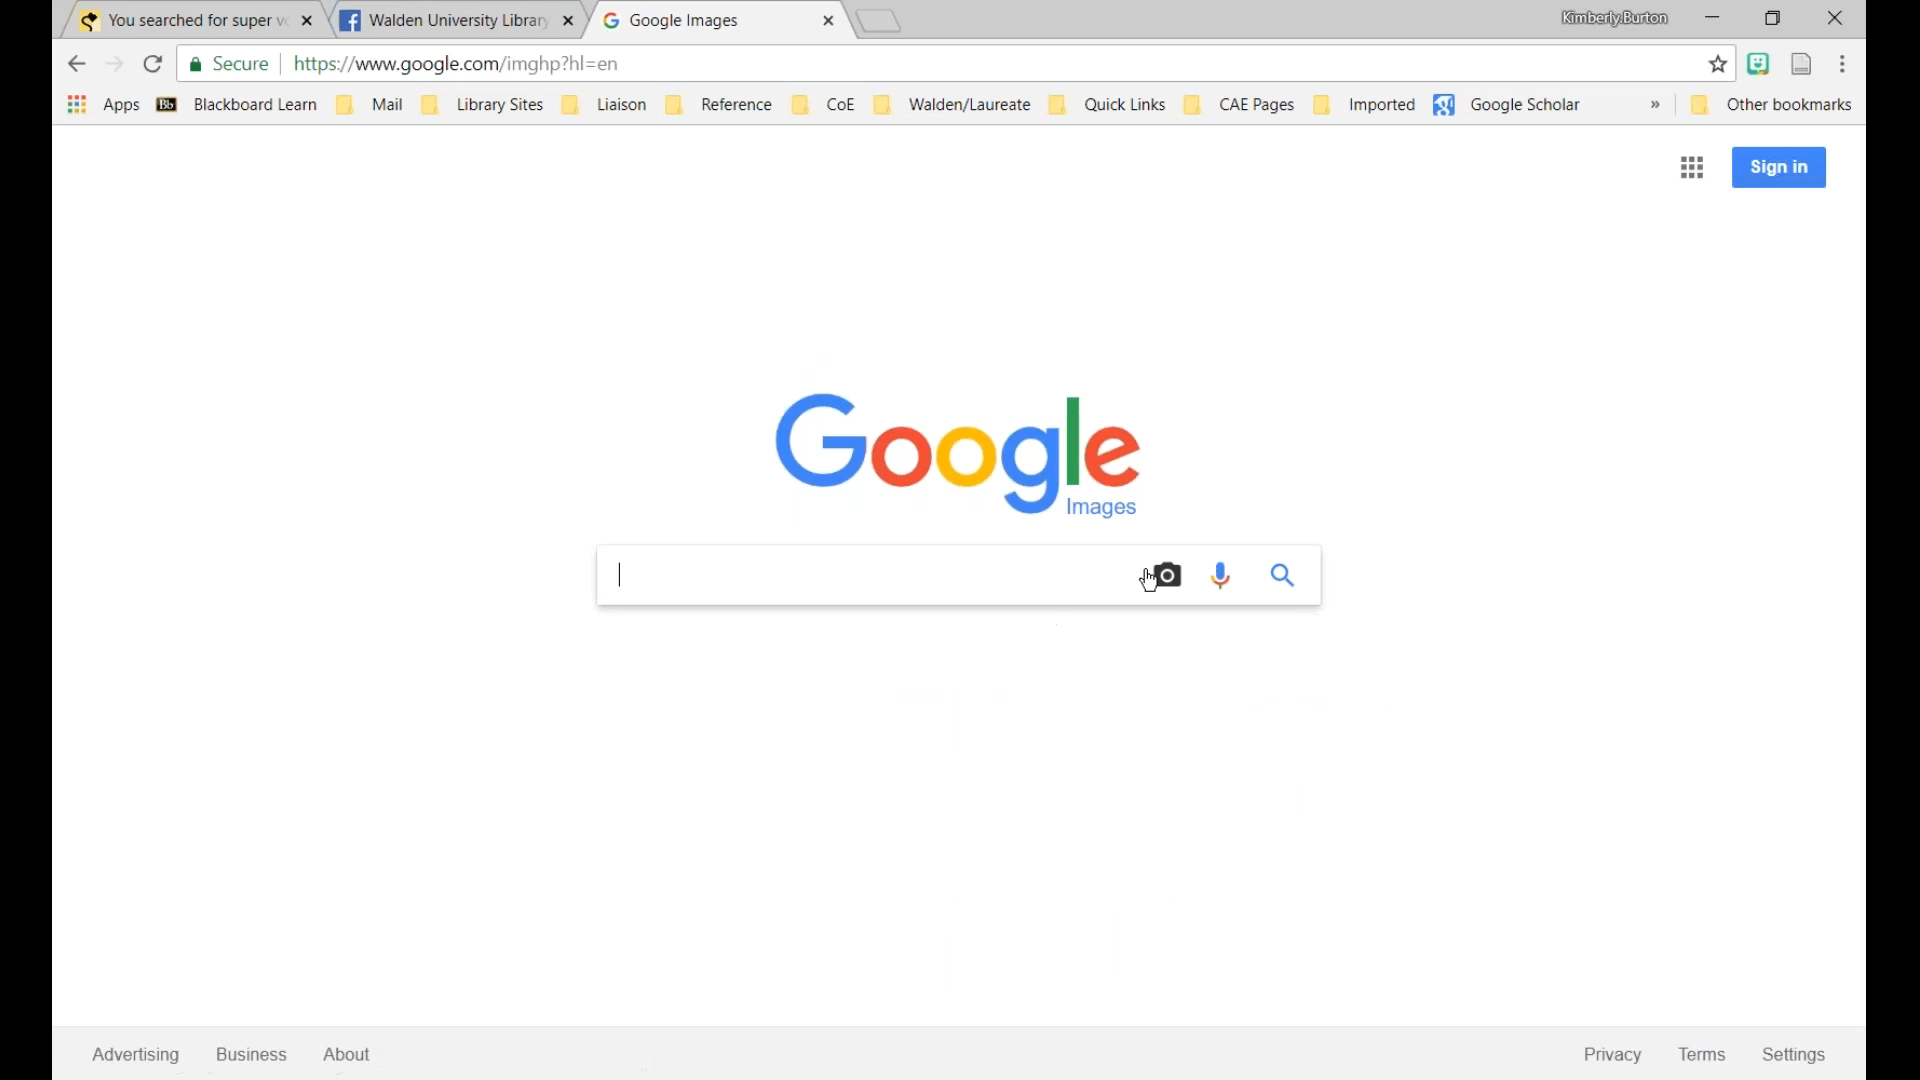 You searched for super v
Walden University Library
Google Images
Kimberly.Burton
Secure
https://www.google.com/imghp?hl=en
Apps
Bb
Blackboard Learn
Mail
Library Sites
Liaison
Reference
CoE
Walden/Laureate
Quick Links
CAE Pages
Imported
Google Scholar
»
Other bookmarks
Sign in
Google
Images
Advertising
Business
About
Privacy
Terms
Settings